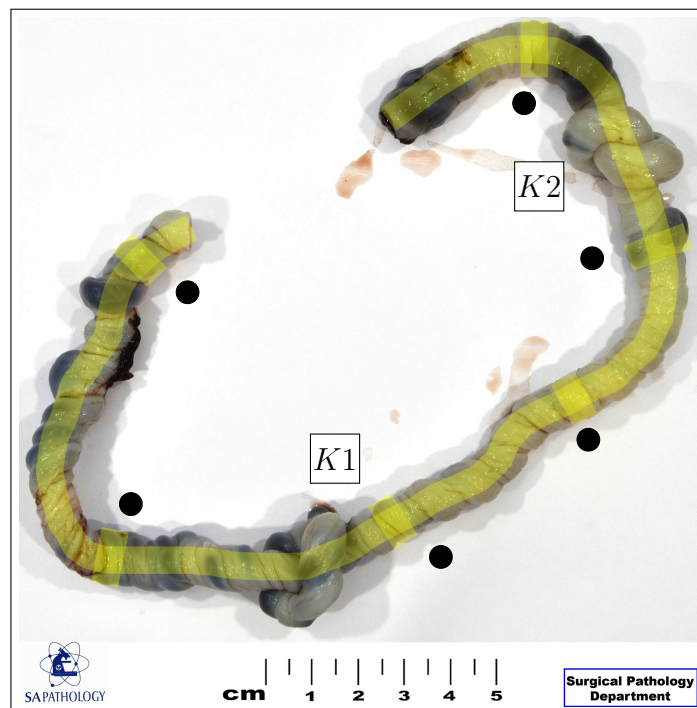 K2
K1
SA PATHOLOGY
cm 1 2 3 4 5
Surgical Pathology
Department